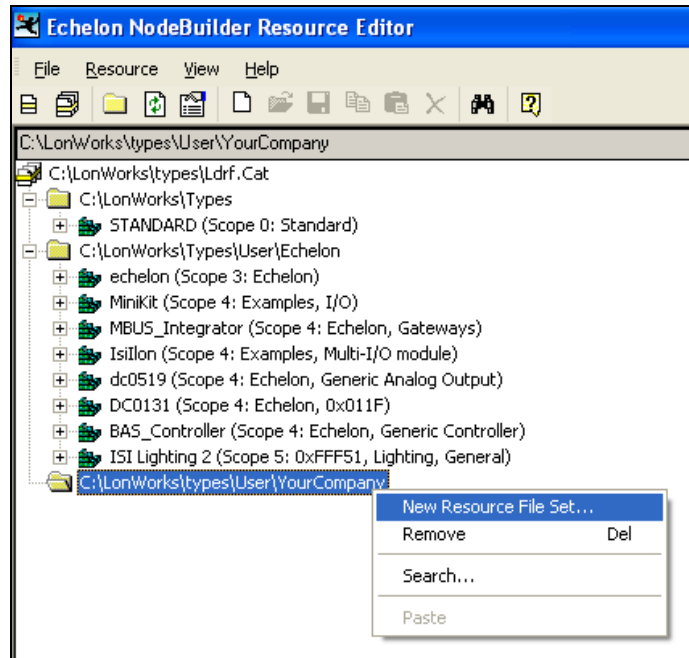 Echelon NodeBuilder Resource Editor
File Resource View Help
C:\LonWorks\types\User\YourCompany
C:\LonWorks\types\Ldrf.Cat
C:\LonWorks\Types
STANDARD (Scope 0: Standard)
C:\LonWorks\Types\User\Echelon
echelon (Scope 3: Echelon)
MiniKit (Scope 4: Examples, I/O)
MBUS_Integrator (Scope 4: Echelon, Gateways)
IsiIlon (Scope 4: Examples, Multi-I/O module)
dc0519 (Scope 4: Echelon, Generic Analog Output)
DC0131 (Scope 4: Echelon, 0x011F)
BAS_Controller (Scope 4: Echelon, Generic Controller)
ISI Lighting 2 (Scope 5: 0xFFF51, Lighting, General)
C:\LonWorks\types\User\YourCompany
New Resource File Set...
Remove Del
Search...
Paste